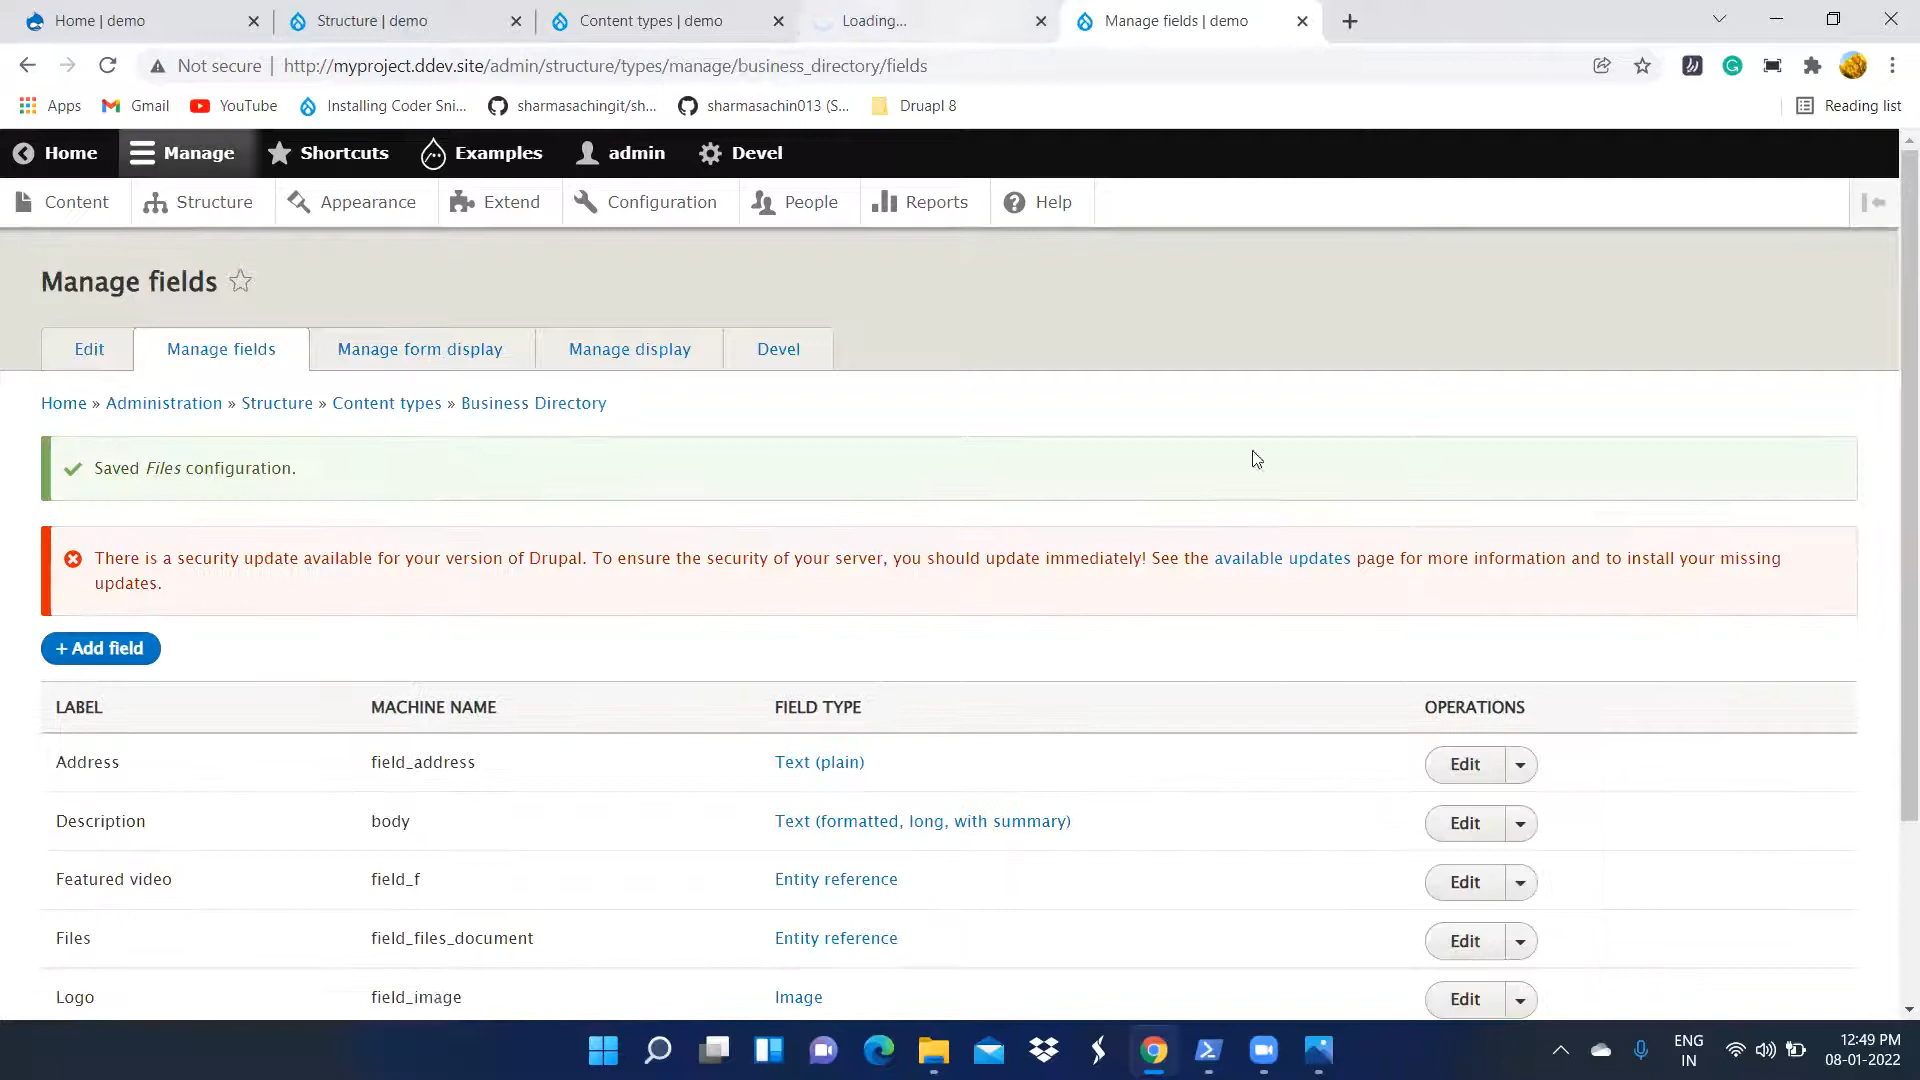 Home | demo
Structure | demo
Content types | demo
Loading...
Manage fields | demo
Not secure
http://myproject.ddev.site/admin/structure/types/manage/business_directory/fields
Apps
Gmail
YouTube
Installing Coder Sni...
sharmasachingit/sh...
sharmasachin013 (S...
Druapl 8
Reading list
Home
Manage
Shortcuts
Examples
admin
Devel
Content
Structure
Appearance
Extend
Configuration
People
Reports
Help
Manage fields
Edit
Manage fields
Manage form display
Manage display
Devel
Home » Administration » Structure » Content types » Business Directory
Saved Files configuration.
There is a security update available for your version of Drupal. To ensure the security of your server, you should update immediately! See the available updates page for more information and to install your missing
updates.
+ Add field
LABEL MACHINE NAME FIELD TYPE OPERATIONS
Address field_address Text (plain) Edit
Description body Text (formatted, long, with summary) Edit
Featured video field_f Entity reference Edit
Files field_files_document Entity reference Edit
Logo field_image Image Edit
ENG
IN
12:49 PM
08-01-2022